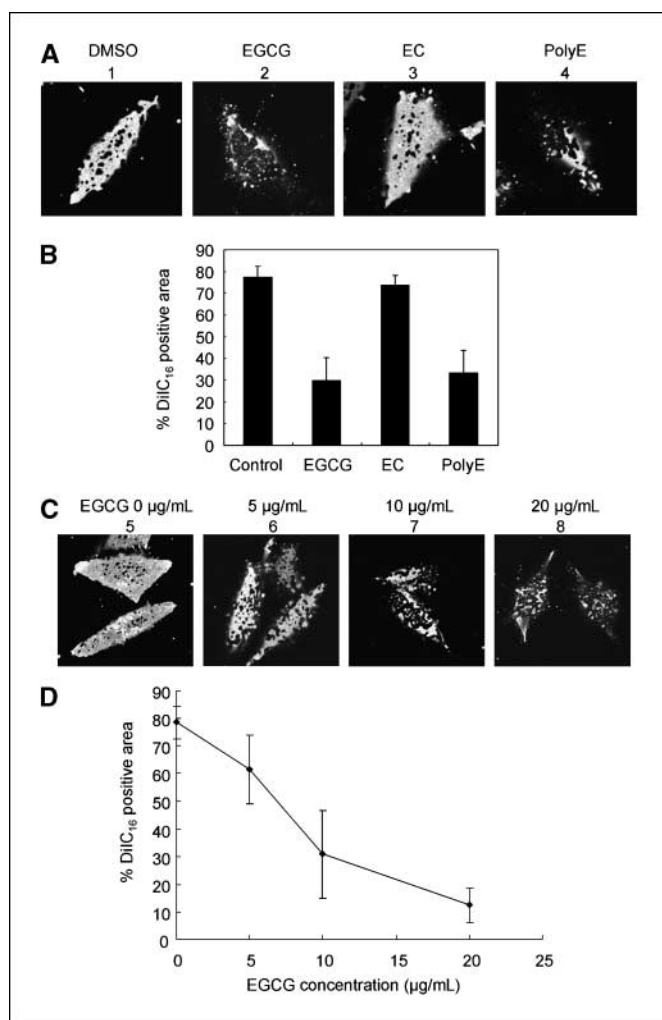 A
DMSO EGCG EC PolyE
1 2 3 4
B
% DiIC16 positive area
90
80
70
60
50
40
30
20
10
0
Control EGCG EC PolyE
C
EGCG 0 µg/mL 5 µg/mL 10 µg/mL 20 µg/mL
5 6 7 8
D
% DiIC16 positive area
90
80
70
60
50
40
30
20
10
0
0 5 10 15 20 25
EGCG concentration (µg/mL)